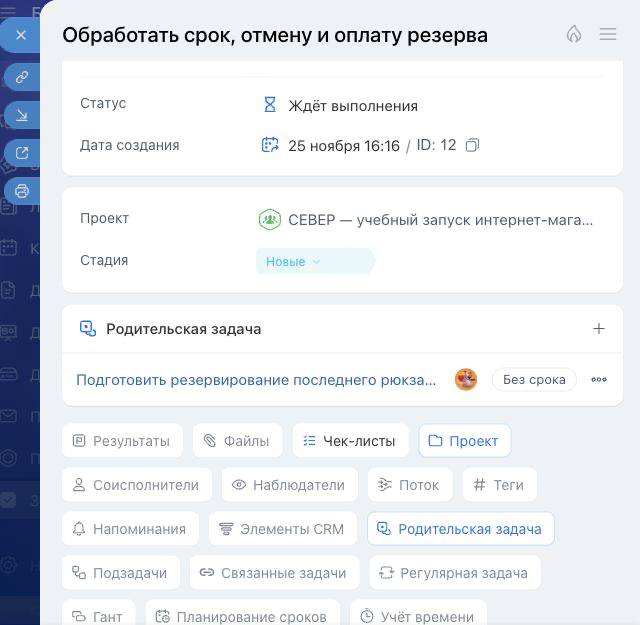 Обработать срок, отмену и оплату резерва
Статус
Ждёт выполнения
Дата создания
25 ноября 16:16 / ID: 12
Проект
СЕВЕР — учебный запуск интернет-мага...
Стадия
Новые
Родительская задача
Подготовить резервирование последнего рюкза...
Без срока
Результаты Файлы Чек-листы Проект
Соисполнители Наблюдатели Поток Теги
Напоминания Элементы CRM Родительская задача
Подзадачи Связанные задачи Регулярная задача
Гант Планирование сроков Учёт времени